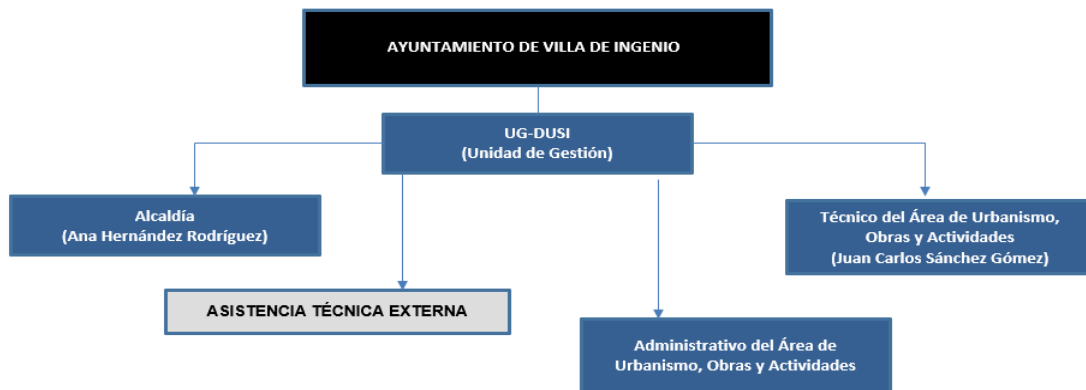 AYUNTAMIENTO DE VILLA DE INGENIO
UG-DUSI
(Unidad de Gestión)
Alcaldía
(Ana Hernández Rodríguez)
Técnico del Área de Urbanismo,
Obras y Actividades
(Juan Carlos Sánchez Gómez)
ASISTENCIA TÉCNICA EXTERNA
Administrativo del Área de
Urbanismo, Obras y Actividades